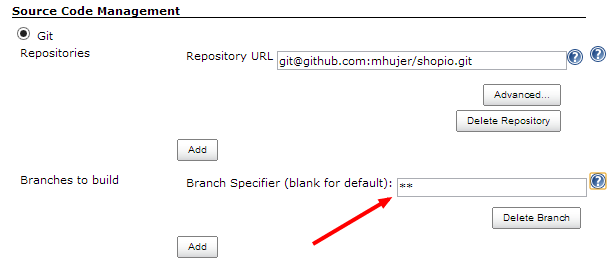 Source Code Management
Git
Repositories
Repository URL git@github.com:mhujer/shopio.git
Advanced...
Delete Repository
Add
Branches to build
Branch Specifier (blank for default): **
Delete Branch
Add